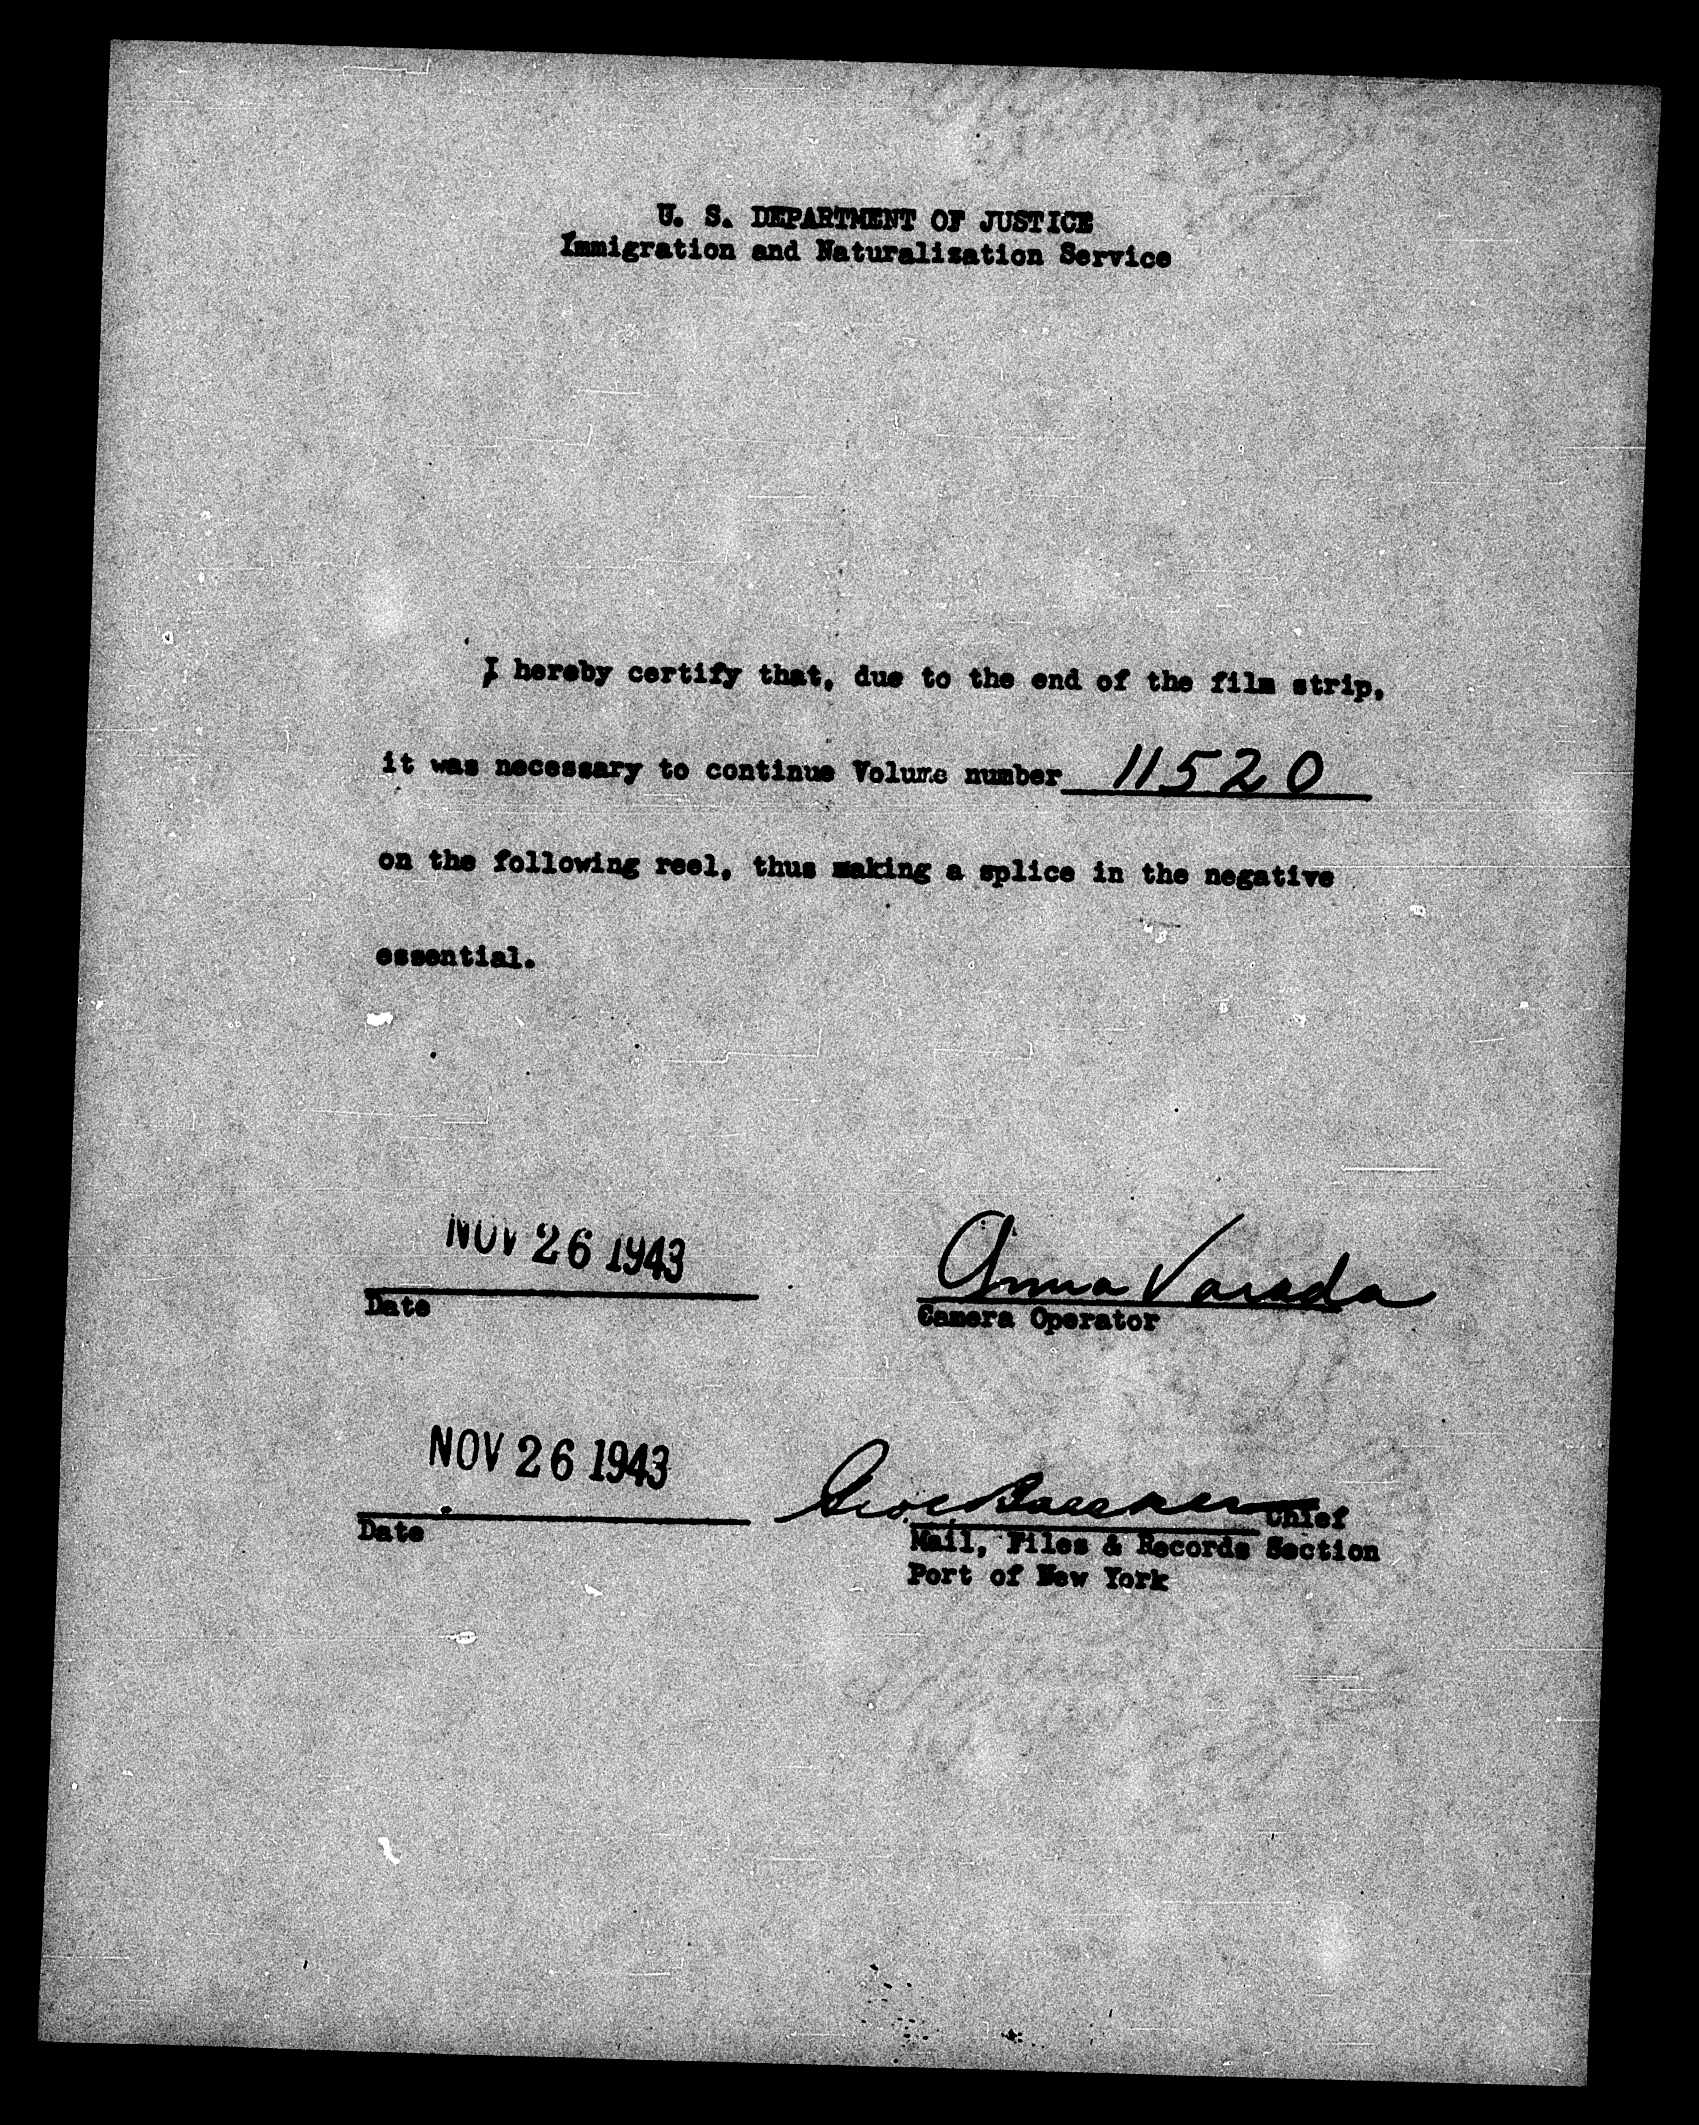 U. S. DEPARTMENT OF JUSTICE
Immigration and Naturalization Service
I hereby certify that, due to the end of the film strip,
it was necessary to continue Volume number 11520
on the following reel, thus making a splice in the negative
essential.
NOV 26 1943 Anna Varada
Date Camera Operator
NOV 26 1943 Chief
Date Mail, Files & Records Section
Port of New York